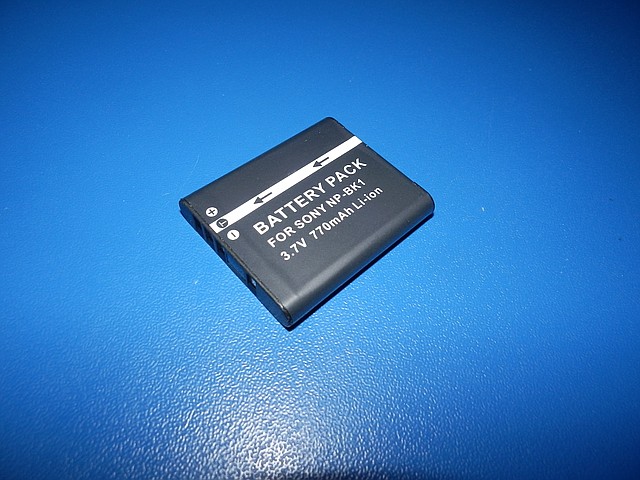 BATTERY PACK
FOR SONY NP-BK1
3.7V 770mAh Li-ion
+
T
-